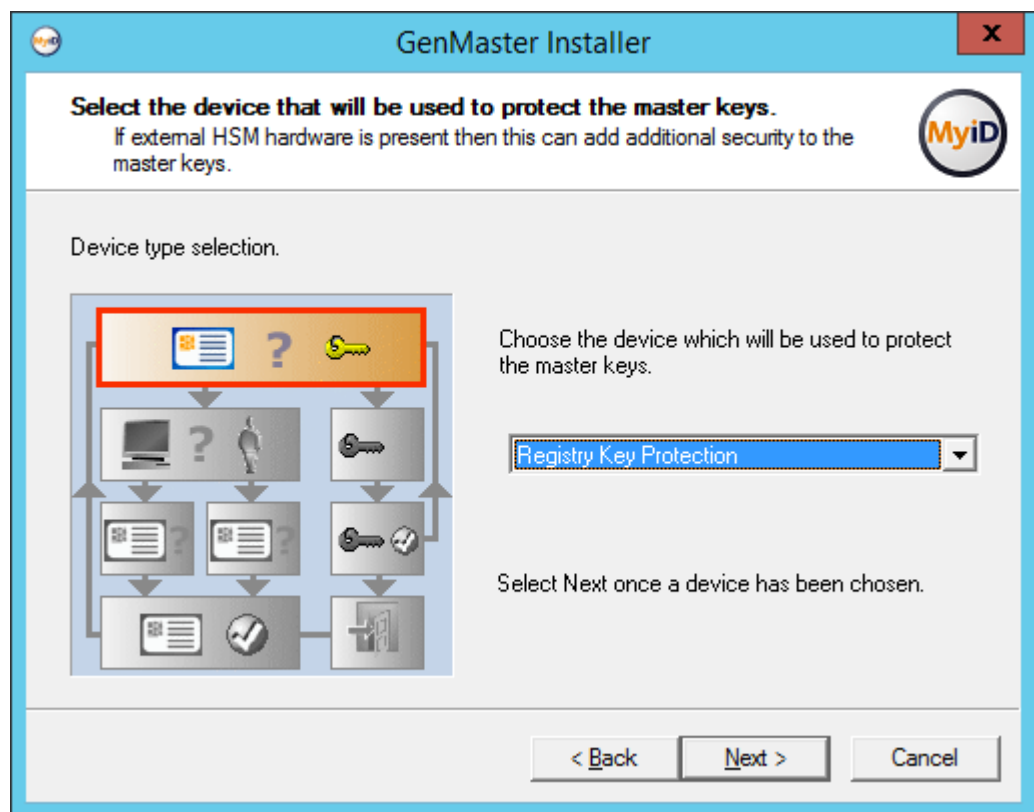 GenMaster Installer
x
Select the device that will be used to protect the master keys.
If external HSM hardware is present then this can add additional security to the
master keys.
MyiD
Device type selection.
? 
Choose the device which will be used to protect
the master keys.
?
Registry Key Protection
? ?
Select Next once a device has been chosen.
< Back Next > Cancel